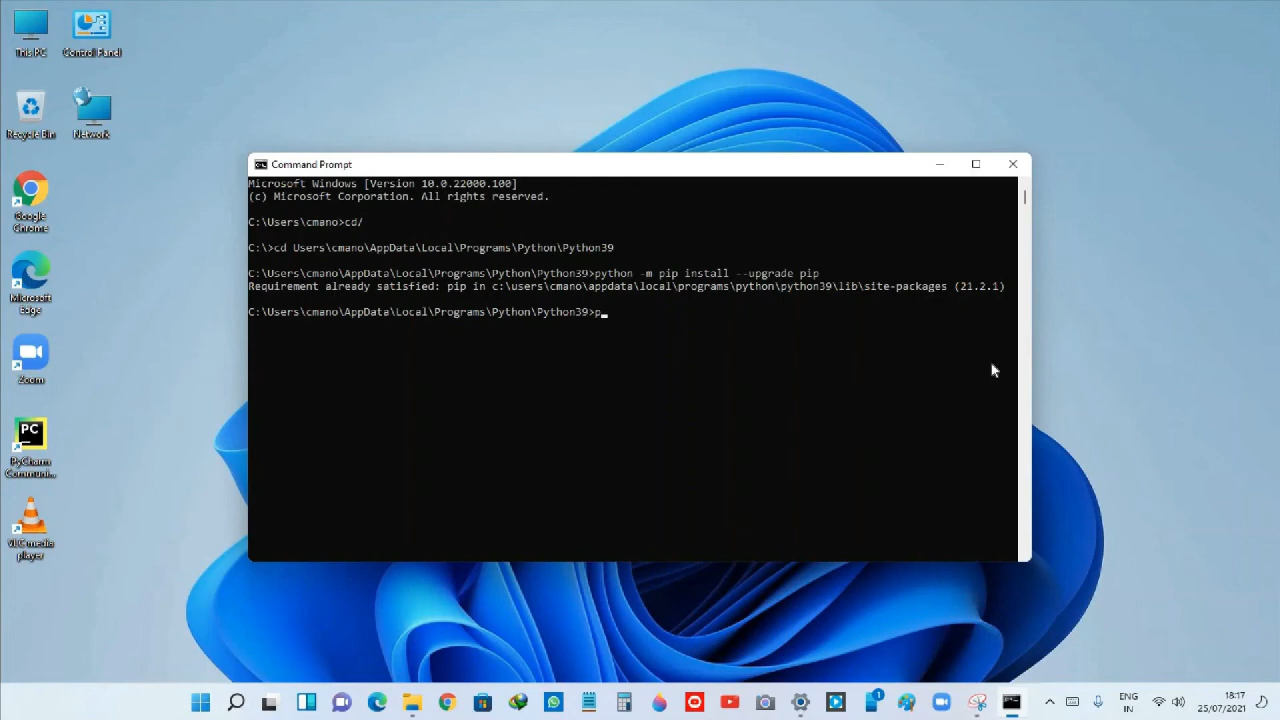 This PC
Control Panel
Recycle Bin
Network
Google
Chrome
Microsoft
Edge
Zoom
PC
PyCharm
Communi...
VLC media
player
Command Prompt
Microsoft Windows [Version 10.0.22000.100]
(c) Microsoft Corporation. All rights reserved.
C:\Users\cmano>cd/
C:\>cd Users\cmano\AppData\Local\Programs\Python\Python39
C:\Users\cmano\AppData\Local\Programs\Python\Python39>python -m pip install --upgrade pip
Requirement already satisfied: pip in c:\users\cmano\appdata\local\programs\python\python39\lib\site-packages (21.2.1)
C:\Users\cmano\AppData\Local\Programs\Python\Python39>p_
1
ENG
IN
18:17
25/07/2021